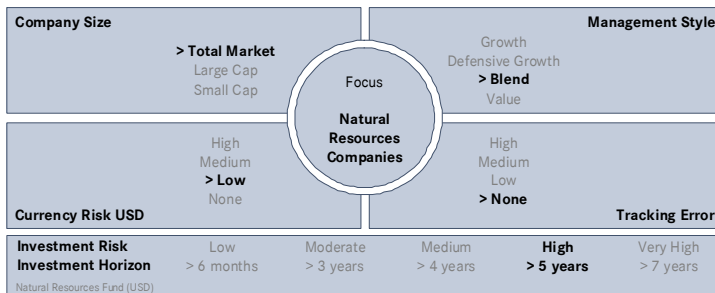 Company Size
> Total Market
Large Cap
Small Cap
Management Style
Growth
Defensive Growth
> Blend
Value
Focus
Natural
Resources
Companies
High
Medium
> Low
None
Currency Risk USD
High
Medium
Low
> None
Tracking Error
Investment Risk Low Moderate Medium High Very High
Investment Horizon > 6 months > 3 years > 4 years > 5 years > 7 years
Natural Resources Fund (USD)